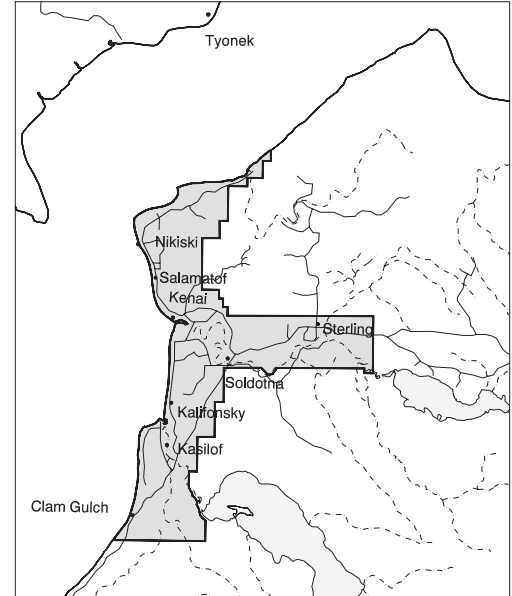 Tyonek
Nikiski
Salamatof
Kenai
Sterling
Soldotna
Kalifonsky
Kasilof
Clam Gulch